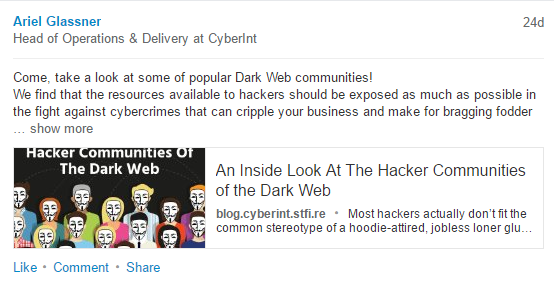 Ariel Glassner
24d
Head of Operations & Delivery at CyberInt
Come, take a look at some of popular Dark Web communities!
We find that the resources available to hackers should be exposed as much as possible in
the fight against cybercrimes that can cripple your business and make for bragging fodder
... show more
Hacker Communities Of
The Dark Web
An Inside Look At The Hacker Communities
of the Dark Web
blog.cyberint.stfi.re • Most hackers actually don't fit the
common stereotype of a hoodie-attired, jobless loner glu...
Like • Comment • Share